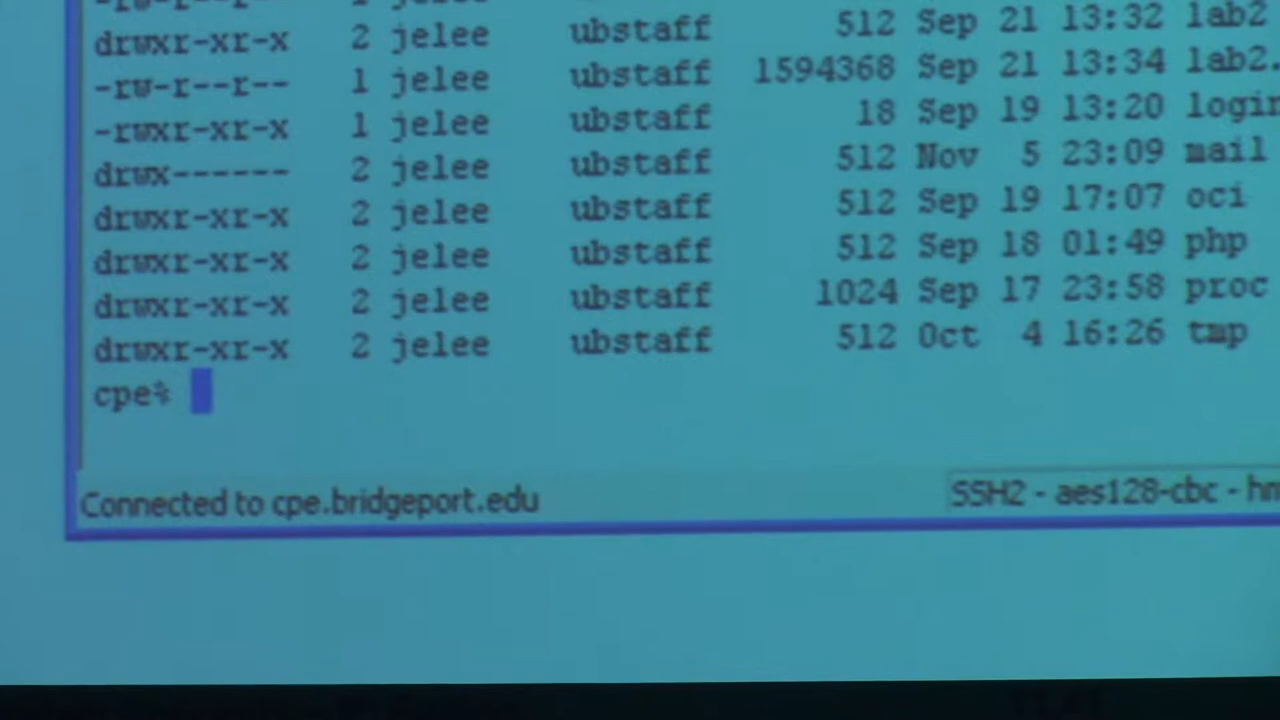 drwxr-xr-x 2 jelee ubstaff 512 Sep 21 13:32 lab2
-rw-r--r-- 1 jelee ubstaff 1594368 Sep 21 13:34 lab2.
-rwxr-xr-x 1 jelee ubstaff 18 Sep 19 13:20 login
drwx------ 2 jelee ubstaff 512 Nov 5 23:09 mail
drwxr-xr-x 2 jelee ubstaff 512 Sep 19 17:07 oci
drwxr-xr-x 2 jelee ubstaff 512 Sep 18 01:49 php
drwxr-xr-x 2 jelee ubstaff 1024 Sep 17 23:58 proc
drwxr-xr-x 2 jelee ubstaff 512 Oct 4 16:26 tmp
cpe%
Connected to cpe.bridgeport.edu SSH2 - aes128-cbc - hm